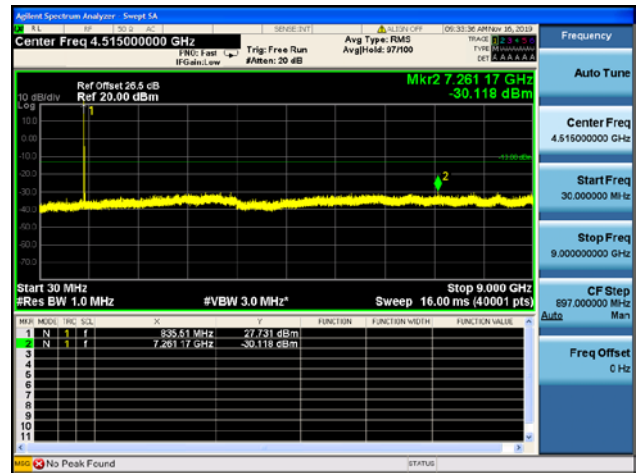 Agilent Spectrum Analyzer - Swept SA
RL RF 50 Ω AC SENSE:INT ALIGN OFF 09:33:36 AM Nov 16, 2019
Center Freq 4.515000000 GHz
PNO: Fast
IFGain:Low
Trig: Free Run
#Atten: 20 dB
Avg Type: RMS
Avg|Hold: 97/100
TRACE 1 2 3 4 5 6
TYPE
DET A A A A A A
Frequency
Mkr2 7.261 17 GHz
-30.118 dBm
Ref Offset 26.5 dB
Ref 20.00 dBm
10 dB/div
Log
10.0
0.00
-10.0
-20.0
-30.0
-40.0
-50.0
-60.0
-70.0
1
-13.00 dBm
2
Start 30 MHz
Stop 9.000 GHz
#Res BW 1.0 MHz
#VBW 3.0 MHz*
Sweep 16.00 ms (40001 pts)
MKR MODE TRC SCL X Y FUNCTION FUNCTION WIDTH FUNCTION VALUE
1 N 1 f 835.51 MHz 27.731 dBm
2 N 1 f 7.261 17 GHz -30.118 dBm
3
4
5
6
7
8
9
10
11
MSG No Peak Found
STATUS
Auto Tune
Center Freq
4.515000000 GHz
Start Freq
30.000000 MHz
Stop Freq
9.000000000 GHz
CF Step
897.000000 MHz
Auto Man
Freq Offset
0 Hz